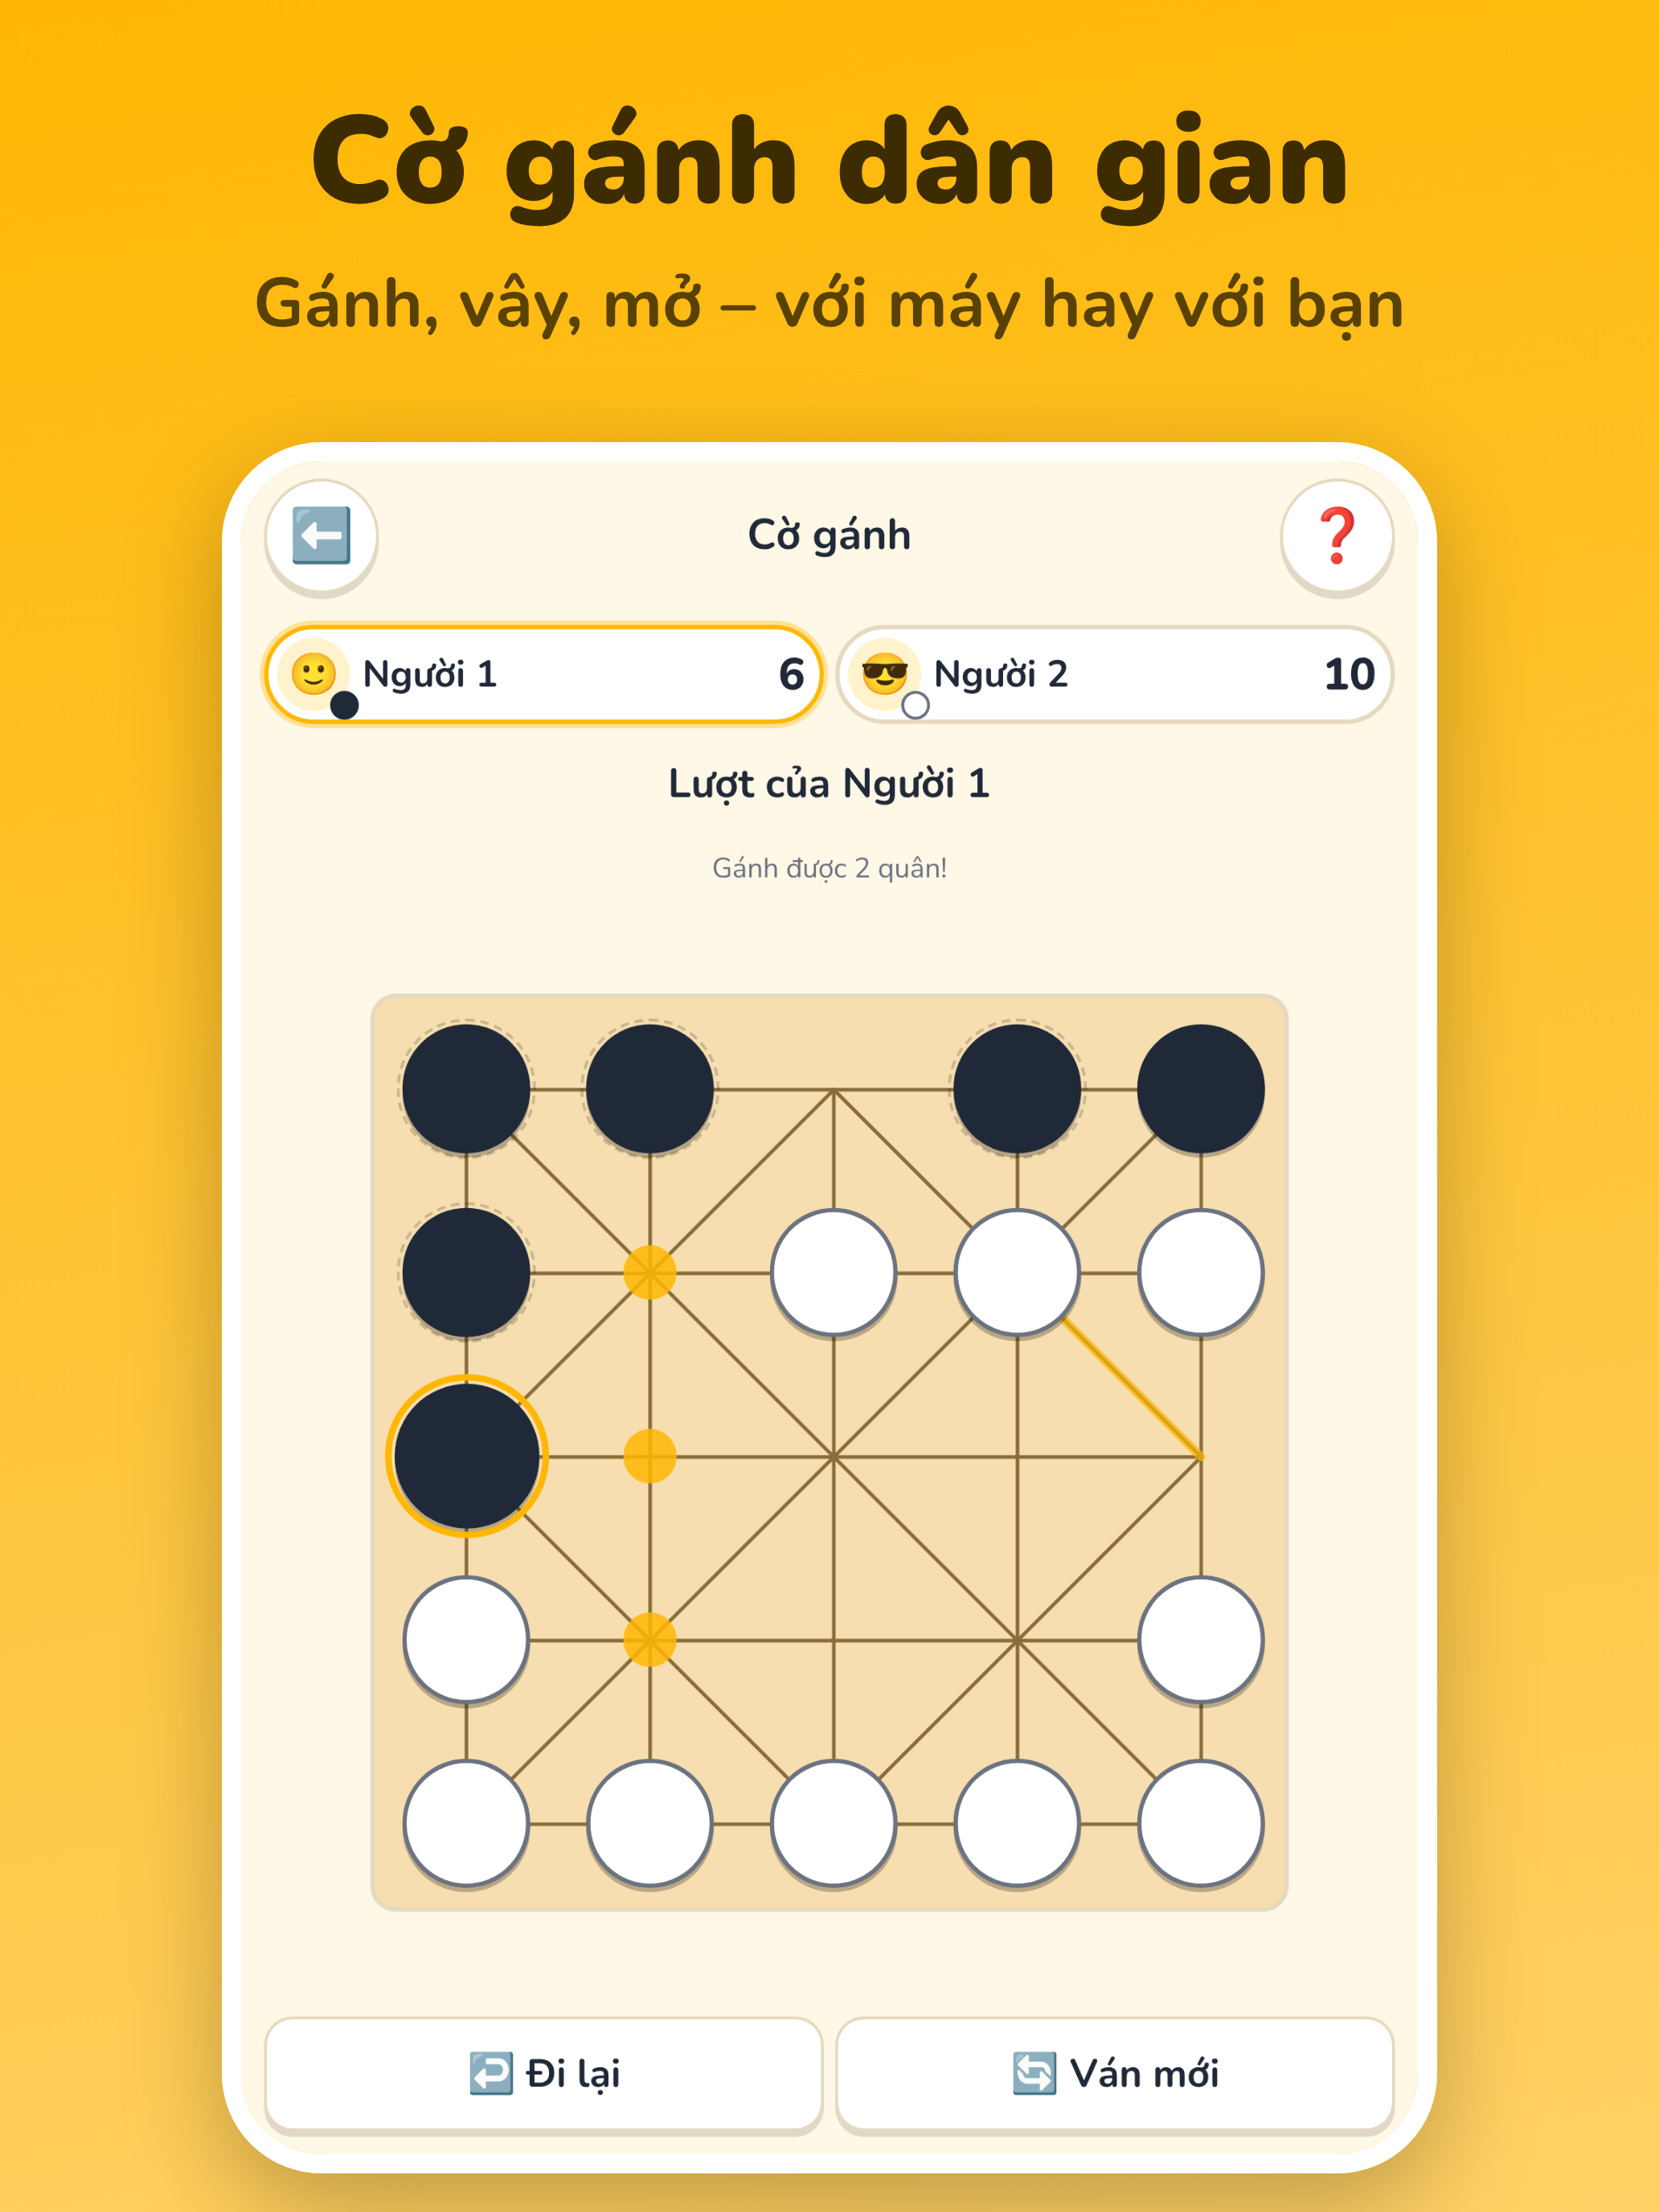 Cờ gánh dân gian
Gánh, vây, mở – với máy hay với bạn
Cờ gánh
Người 1 6
Người 2 10
Lượt của Người 1
Gánh được 2 quân!
Đi lại
Ván mới